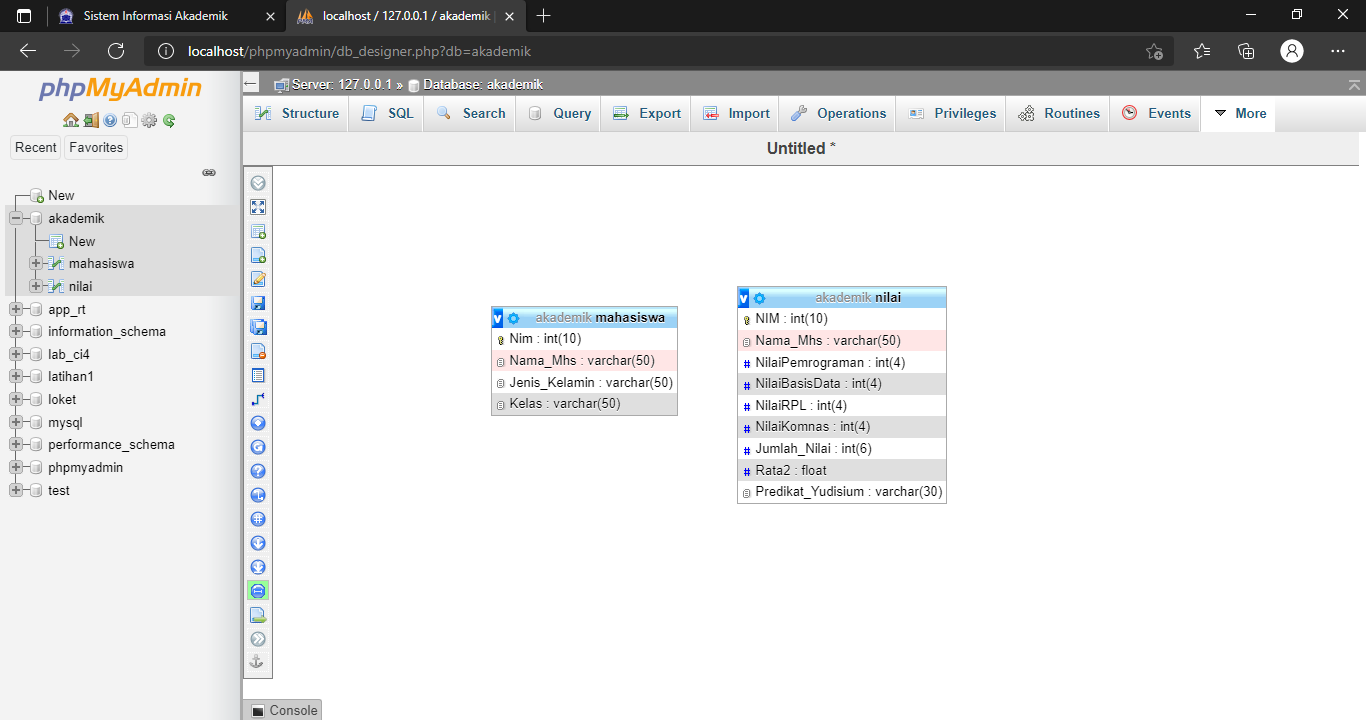 Sistem Informasi Akademik
localhost / 127.0.0.1 / akademik |
localhost/phpmyadmin/db_designer.php?db=akademik
phpMyAdmin
Recent
Favorites
New
akademik
New
mahasiswa
nilai
app_rt
information_schema
lab_ci4
latihan1
loket
mysql
performance_schema
phpmyadmin
test
Server: 127.0.0.1 » Database: akademik
Structure SQL Search Query Export Import Operations Privileges Routines Events More
Untitled *
akademik mahasiswa
Nim : int(10)
Nama_Mhs : varchar(50)
Jenis_Kelamin : varchar(50)
Kelas : varchar(50)
akademik nilai
NIM : int(10)
Nama_Mhs : varchar(50)
NilaiPemrograman : int(4)
NilaiBasisData : int(4)
NilaiRPL : int(4)
NilaiKomnas : int(4)
Jumlah_Nilai : int(6)
Rata2 : float
Predikat_Yudisium : varchar(30)
Console